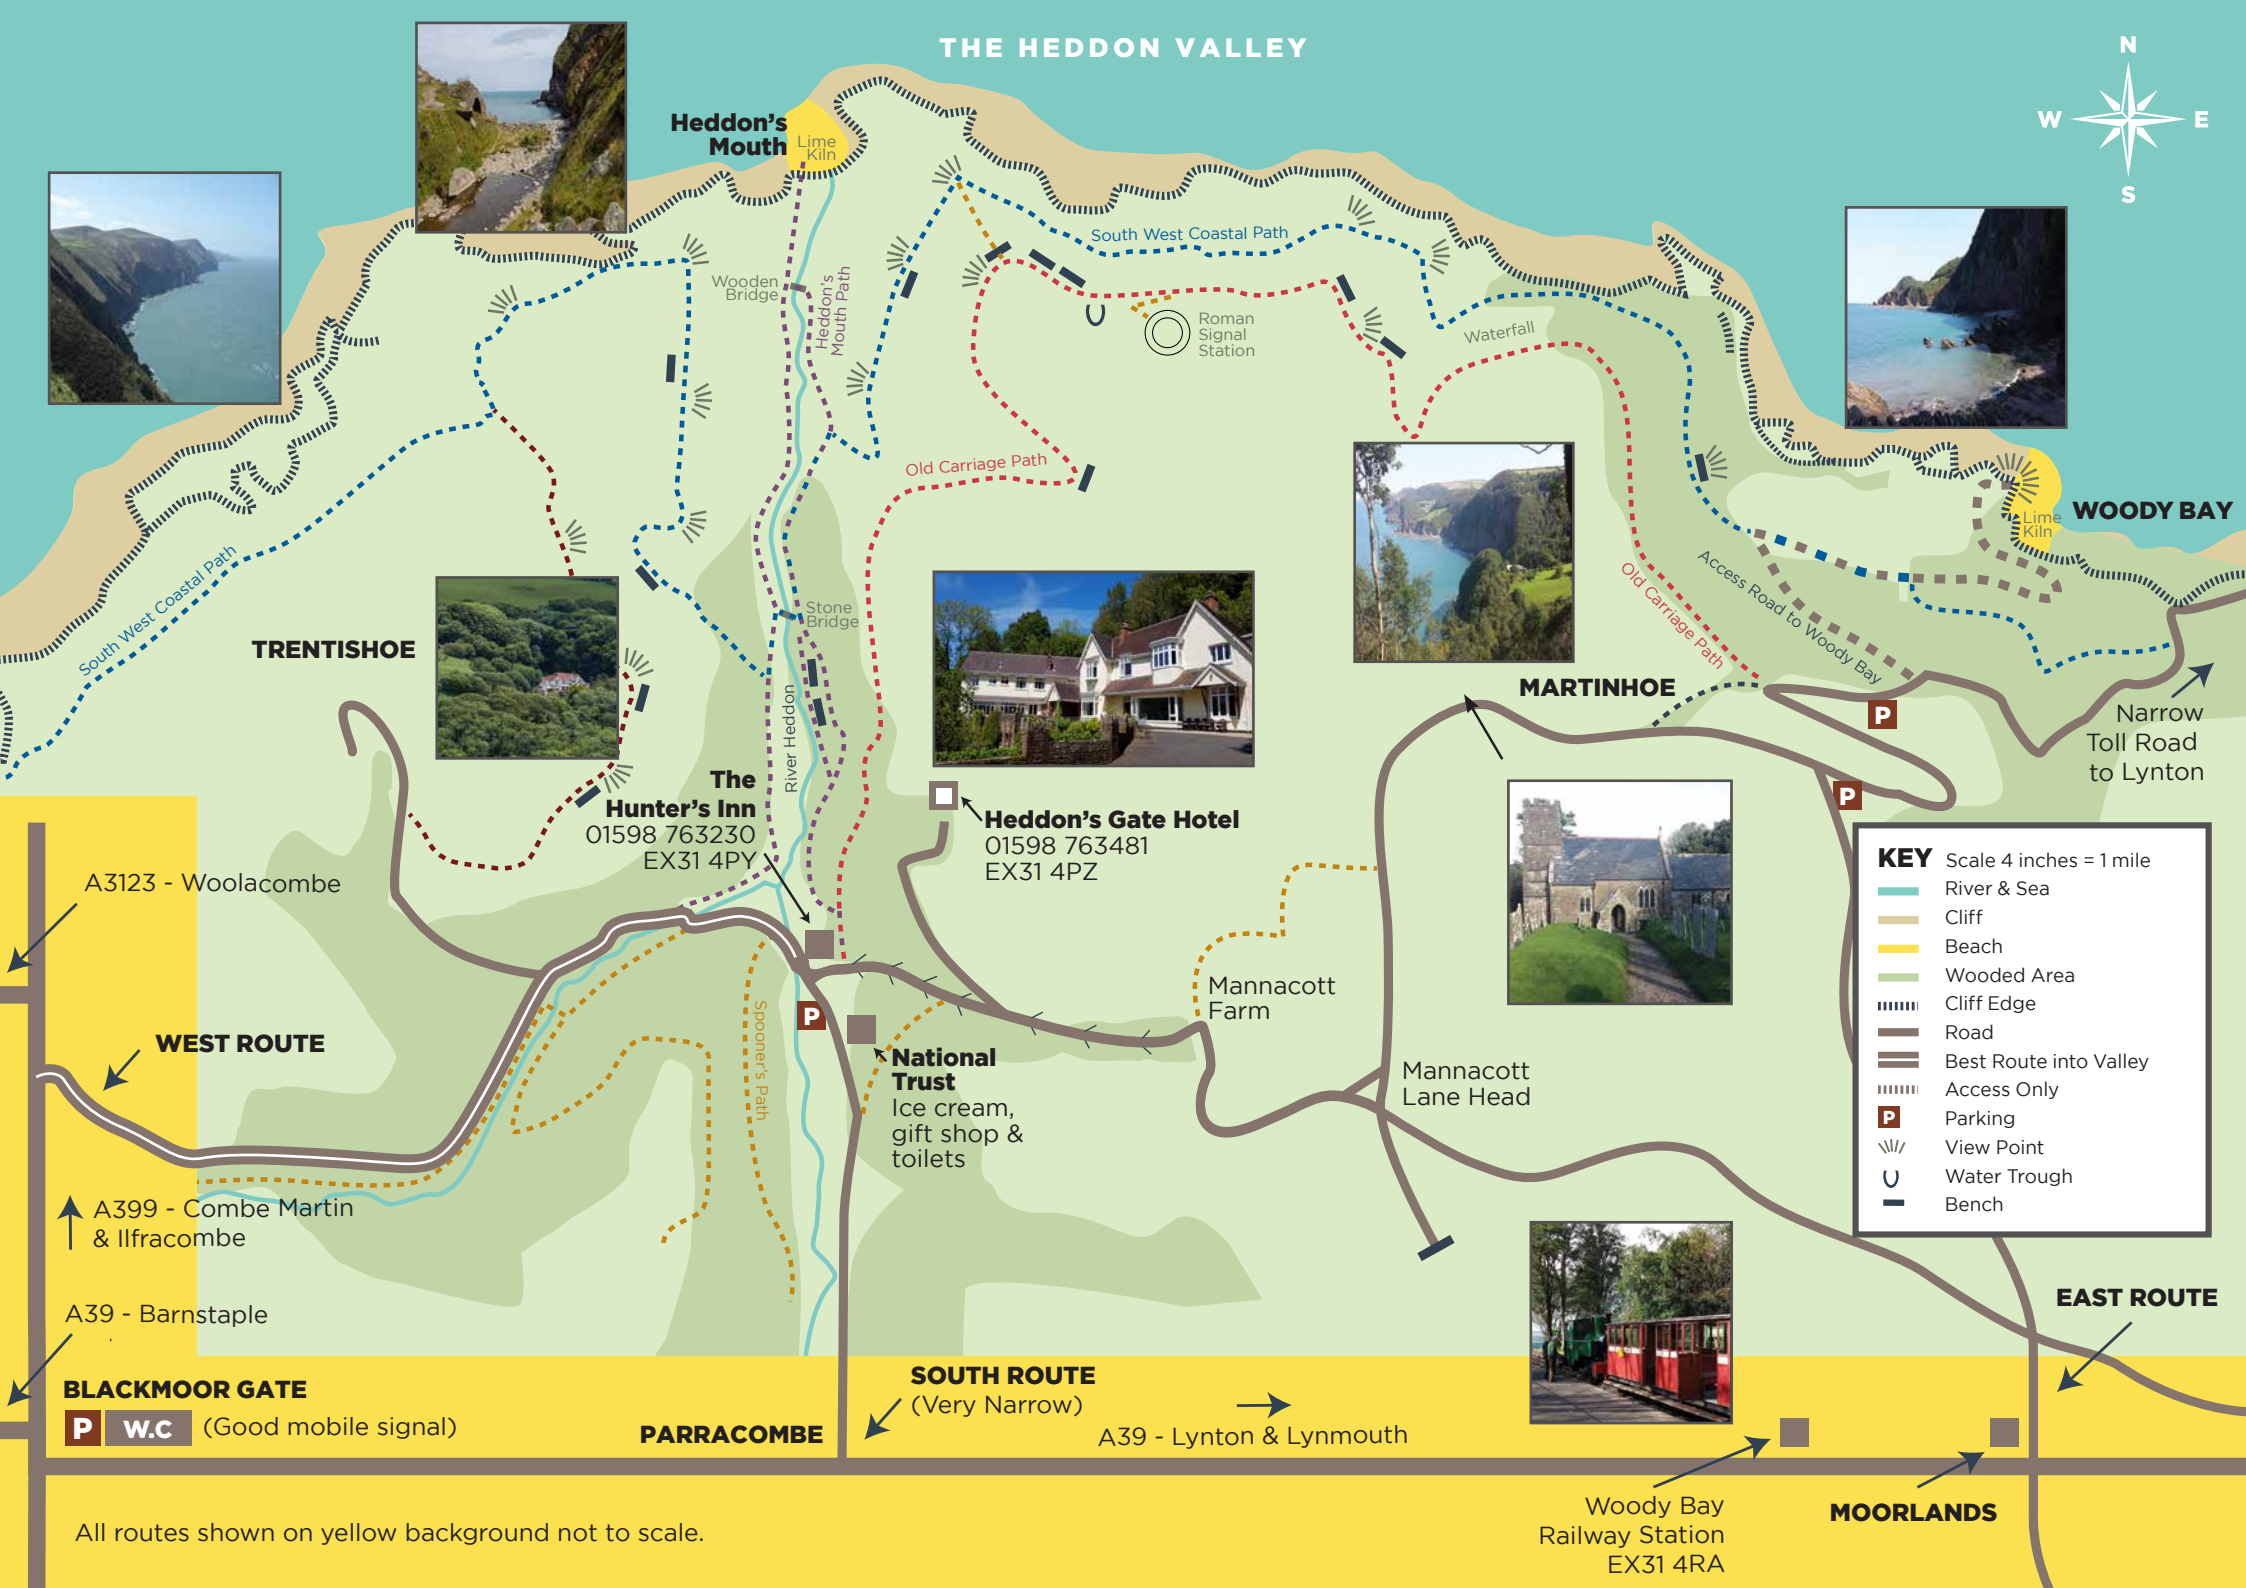 THE HEDDON VALLEY
N
W
E
S
Heddon's
Mouth
Lime
Kiln
South West Coastal Path
Wooden
Bridge
Heddon's
Mouth Path
Roman
Signal
Station
Waterfall
Old Carriage Path
WOODY BAY
Lime
Kiln
South West Coastal Path
Access Road to Woody Bay
Old Carriage Path
Stone
Bridge
TRENTISHOE
River Heddon
MARTINHOE
P
Narrow
Toll Road
to Lynton
The
Hunter's Inn
01598 763230
EX31 4PY
Heddon's Gate Hotel
01598 763481
EX31 4PZ
P
A3123 - Woolacombe
KEY Scale 4 inches = 1 mile
River & Sea
Cliff
Beach
Wooded Area
Cliff Edge
Road
Best Route into Valley
Access Only
P Parking
View Point
Water Trough
Bench
Mannacott
Farm
P
Spooner's Path
WEST ROUTE
National
Trust
Ice cream,
gift shop &
toilets
Mannacott
Lane Head
A399 - Combe Martin
& Ilfracombe
A39 - Barnstaple
EAST ROUTE
BLACKMOOR GATE
P W.C (Good mobile signal)
SOUTH ROUTE
(Very Narrow)
PARRACOMBE
A39 - Lynton & Lynmouth
Woody Bay
Railway Station
EX31 4RA
MOORLANDS
All routes shown on yellow background not to scale.